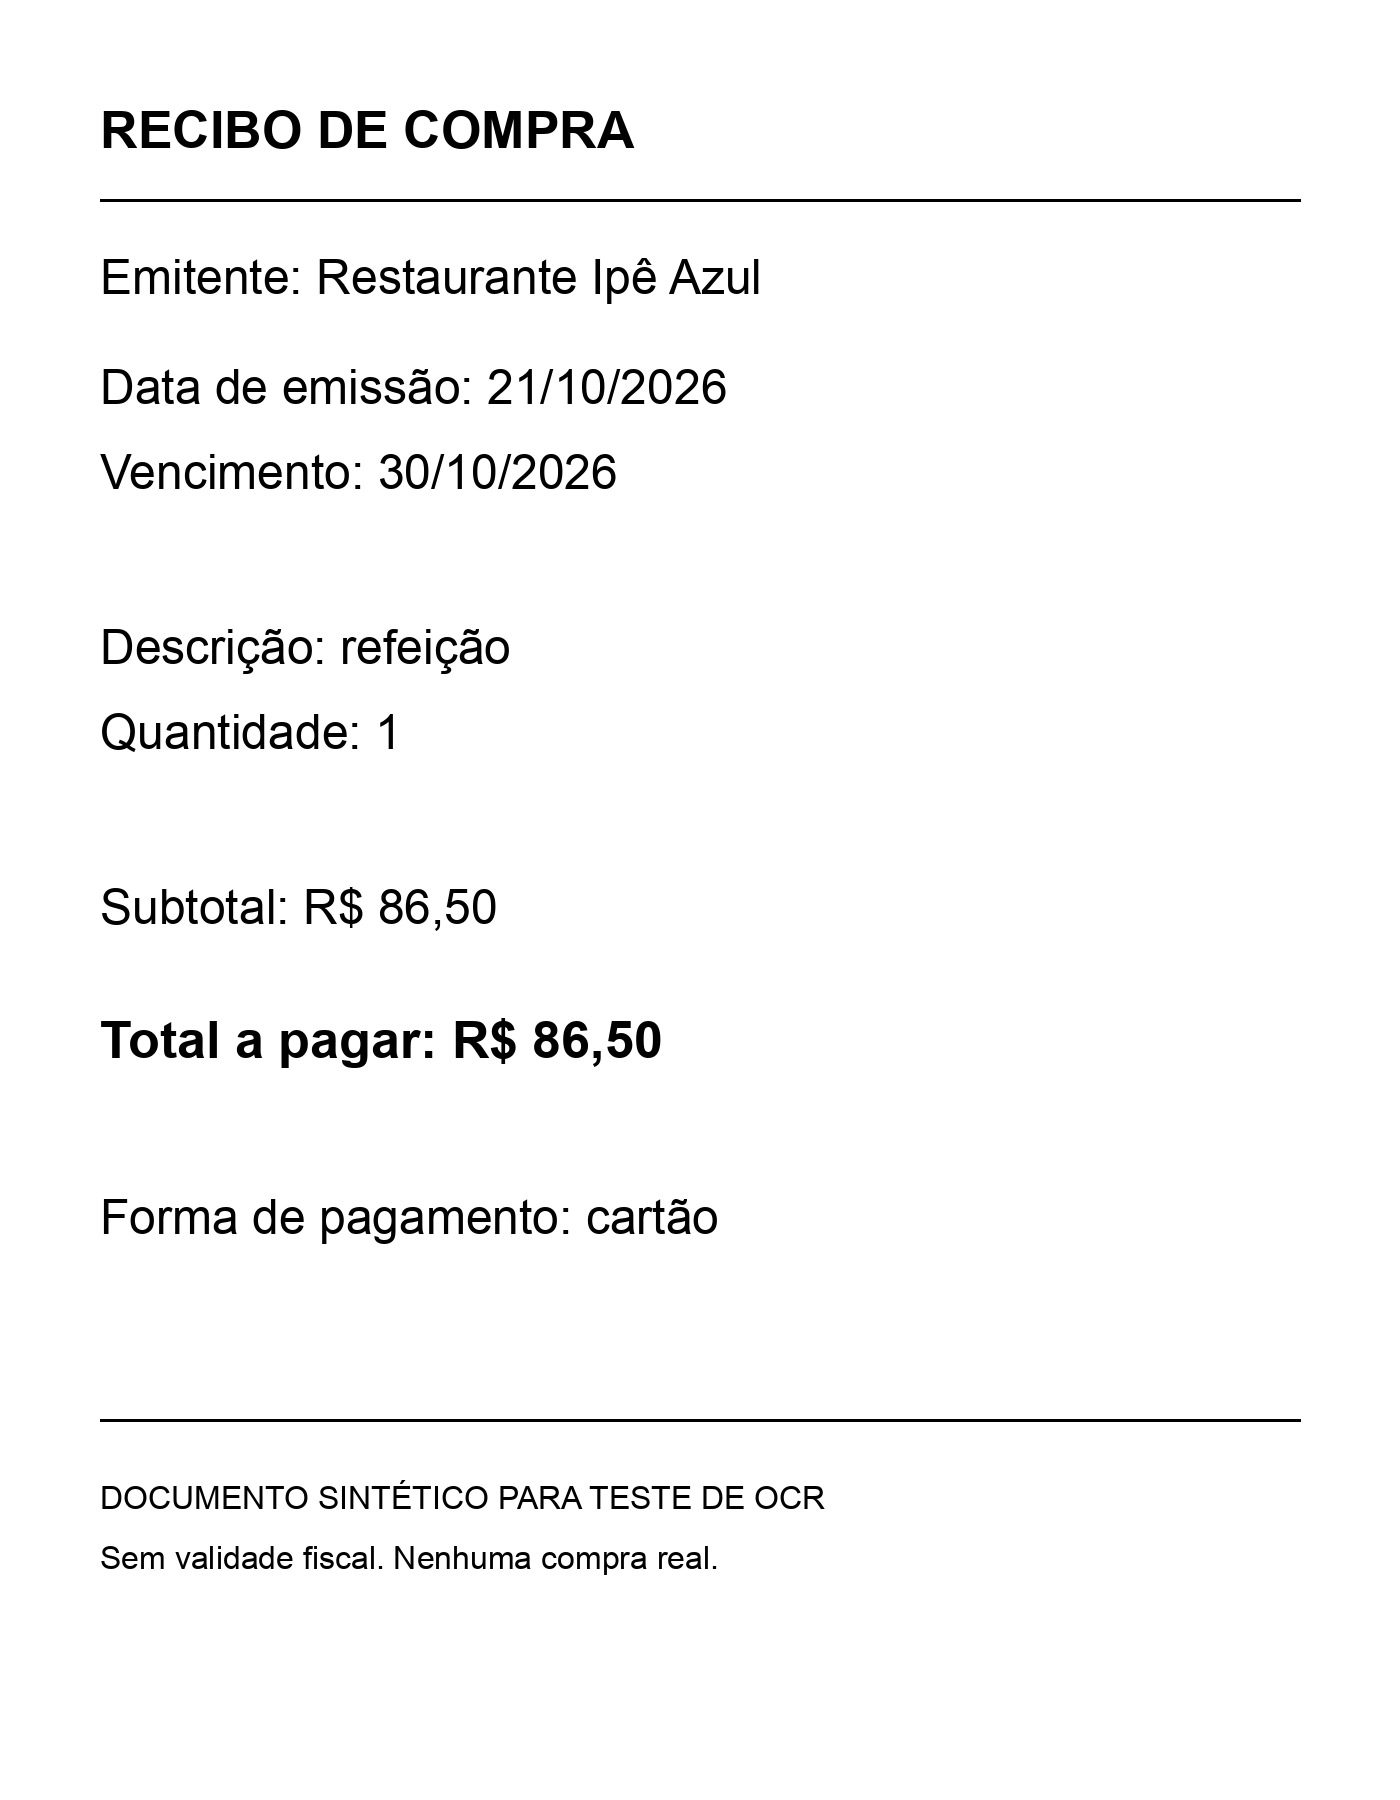 RECIBO DE COMPRA
Emitente: Restaurante Ipê Azul
Data de emissão: 21/10/2026
Vencimento: 30/10/2026
Descrição: refeição
Quantidade: 1
Subtotal: R$ 86,50
Total a pagar: R$ 86,50
Forma de pagamento: cartão
DOCUMENTO SINTÉTICO PARA TESTE DE OCR
Sem validade fiscal. Nenhuma compra real.